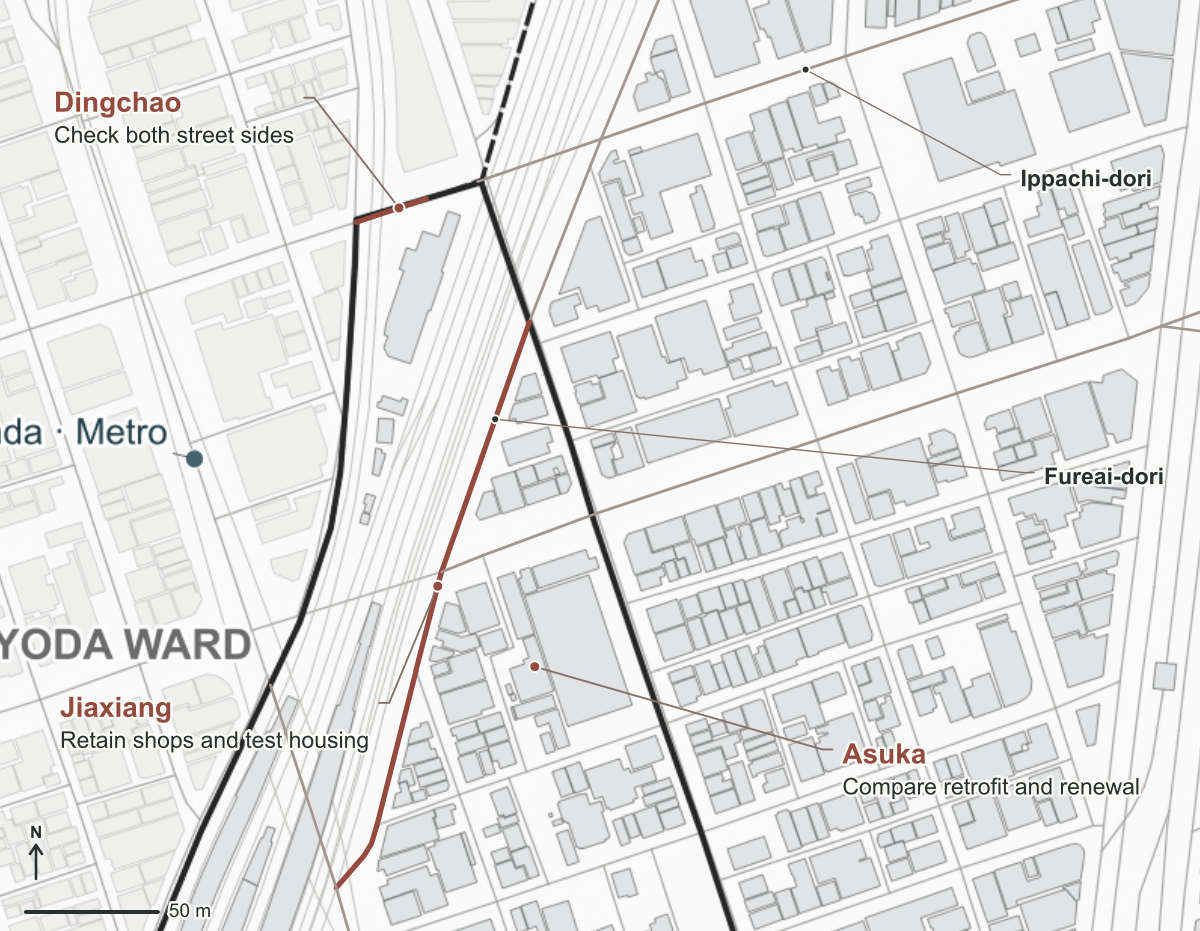 Dingchao
Check both street sides
Ippachi-dori
nda · Metro
Fureai-dori
YODA WARD
Jiaxiang
Retain shops and test housing
Asuka
Compare retrofit and renewal
N
50 m